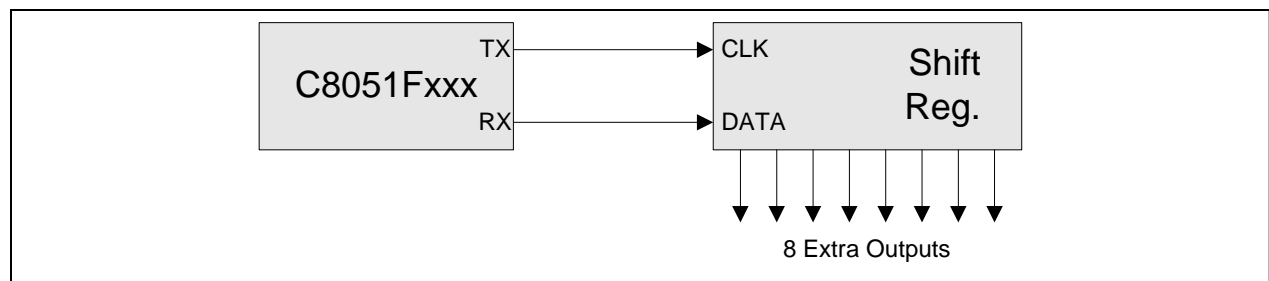 TX
CLK
C8051Fxxx
Shift
Reg.
RX
DATA
8 Extra Outputs